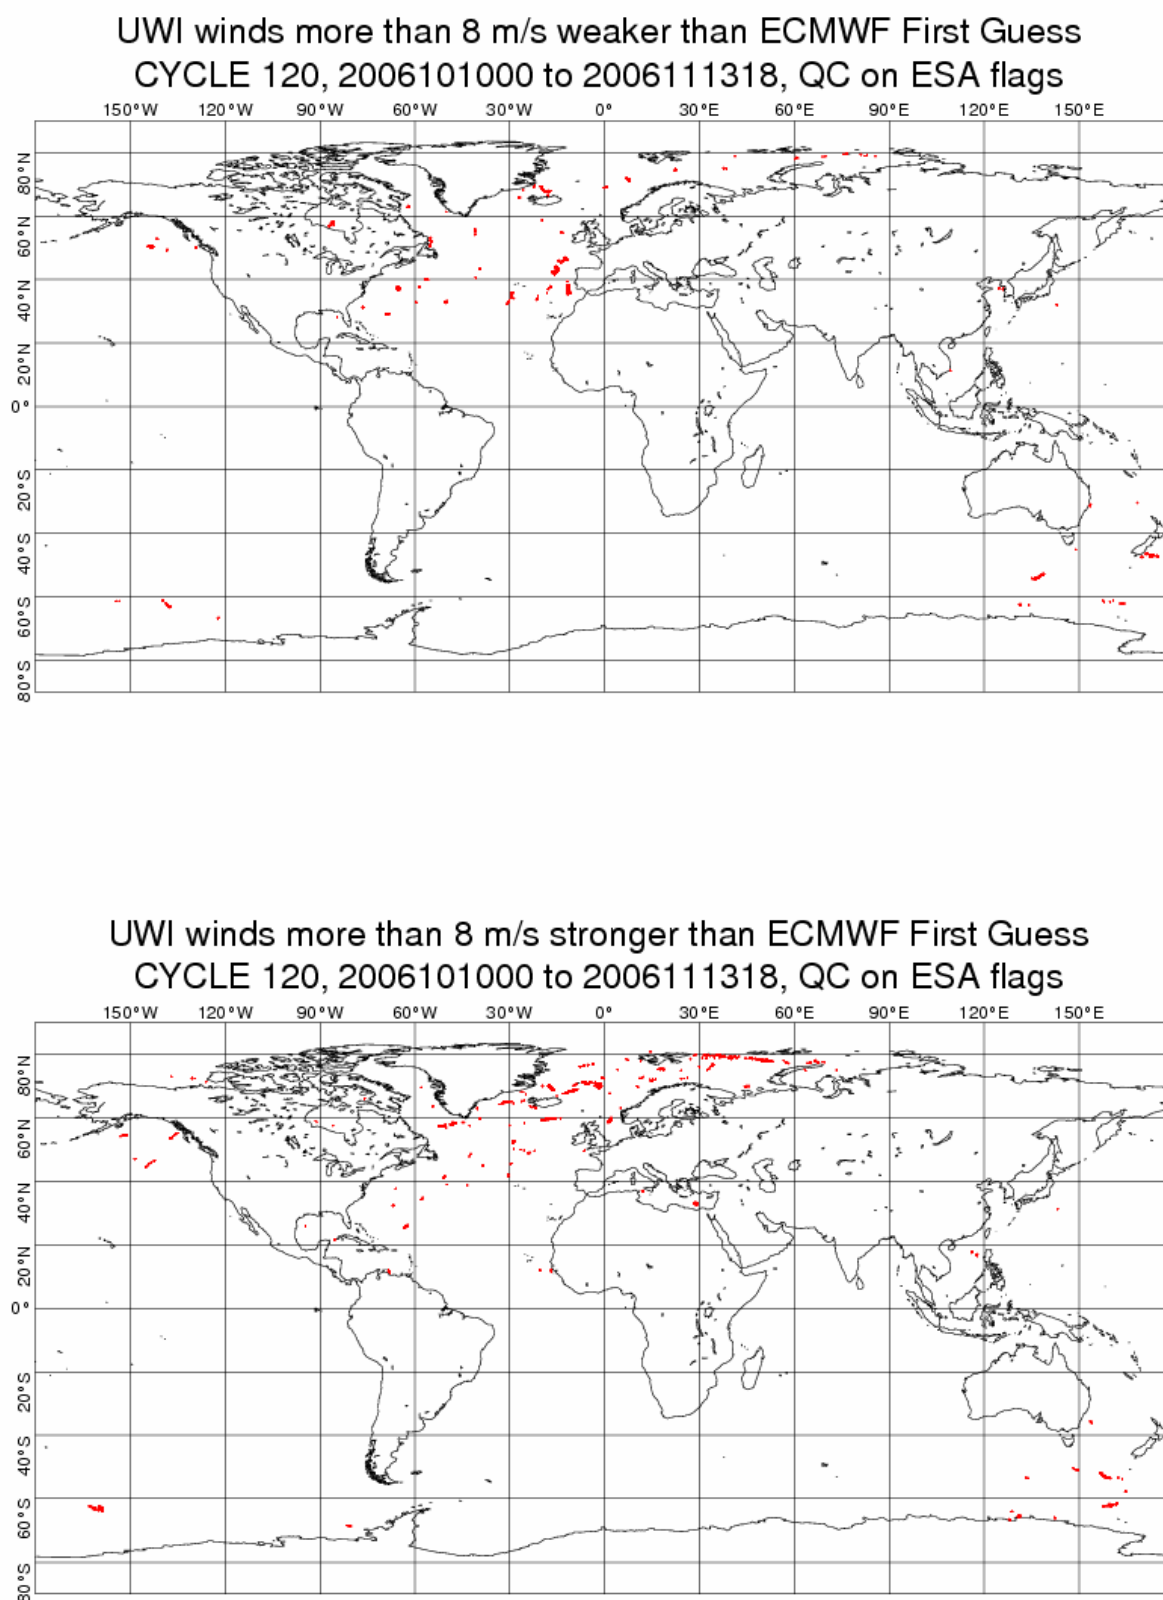 UWI winds more than 8 m/s weaker than ECMWF First Guess
CYCLE 120, 2006101000 to 2006111318, QC on ESA flags
150°W 120°W 90°W 60°W 30°W 0° 30°E 60°E 90°E 120°E 150°E
80°N
60°N
40°N
20°N
0°
20°S
40°S
60°S
80°S
UWI winds more than 8 m/s stronger than ECMWF First Guess
CYCLE 120, 2006101000 to 2006111318, QC on ESA flags
150°W 120°W 90°W 60°W 30°W 0° 30°E 60°E 90°E 120°E 150°E
80°N
60°N
40°N
20°N
0°
20°S
40°S
60°S
80°S